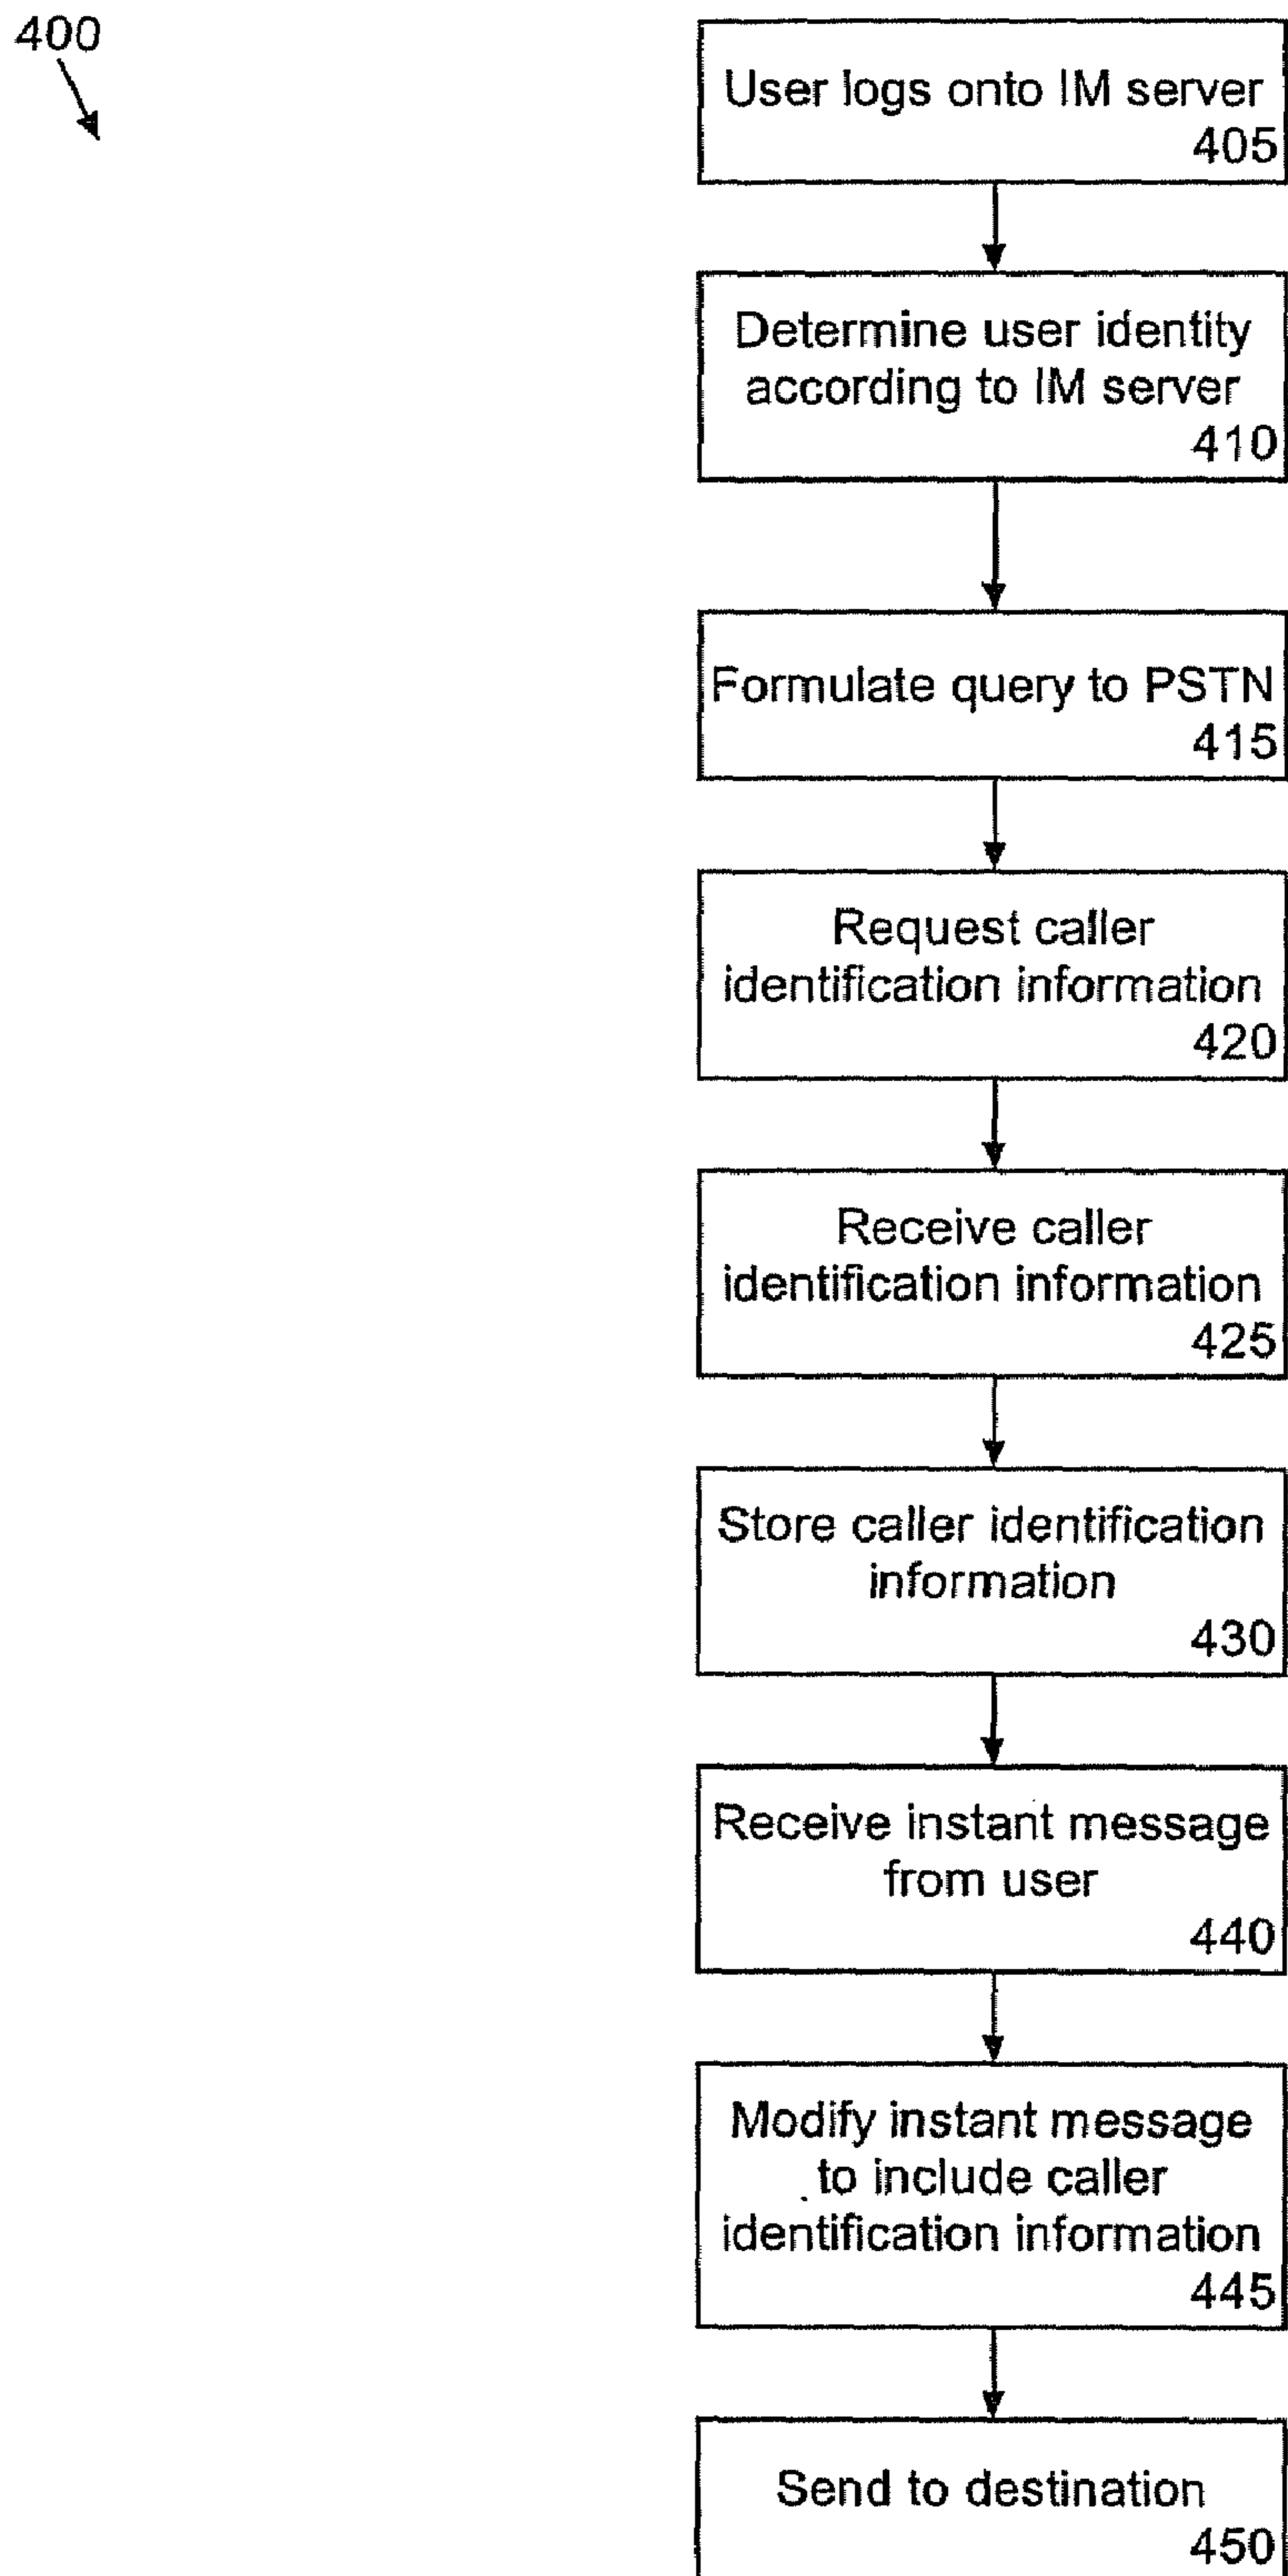 400
User logs onto IM server
405
Determine user identity
according to IM server
410
Formulate query to PSTN
415
Request caller
identification information
420
Receive caller
identification information
425
Store caller identification
information
430
Receive instant message
from user
440
Modify instant message
to include caller
identification information
445
Send to destination
450